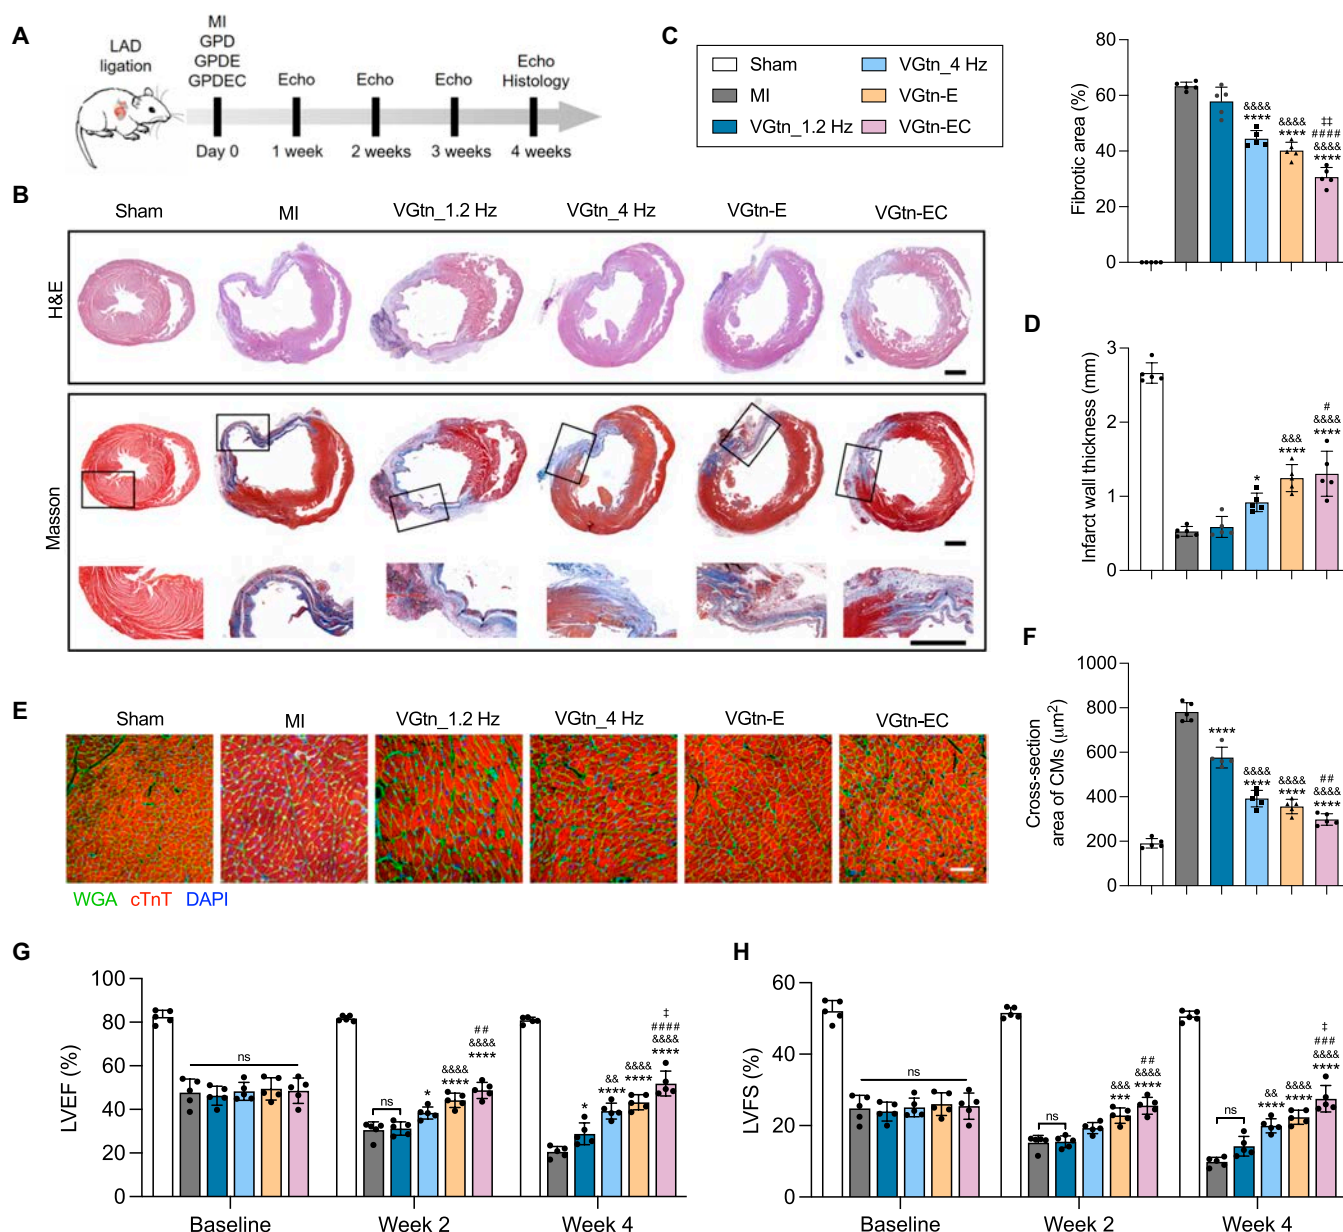 A
LAD
ligation
MI
GPD
GPDE
GPDEC
Echo
Echo
Echo
Echo
Histology
Day 0
1 week
2 weeks
3 weeks
4 weeks
C
Sham
MI
VGtn_1.2 Hz
VGtn_4 Hz
VGtn-E
VGtn-EC
Fibrotic area (%)
80
60
40
20
0
&&&&
****
&&&&
****
‡‡
####
&&&&
****
B
Sham
MI
VGtn_1.2 Hz
VGtn_4 Hz
VGtn-E
VGtn-EC
H&E
Masson
D
Infarct wall thickness (mm)
3
2
1
0
*
&&&
****
#
&&&&
****
E
Sham
MI
VGtn_1.2 Hz
VGtn_4 Hz
VGtn-E
VGtn-EC
WGA cTnT DAPI
F
Cross-section
area of CMs (μm²)
1000
800
600
400
200
0
****
&&&&
****
&&&&
****
##
&&&&
****
G
LVEF (%)
100
80
60
40
20
0
ns
ns
*
&&&&
****
##
&&&&
****
*
&&
****
&&&&
****
‡
####
&&&&
****
Baseline
Week 2
Week 4
H
LVFS (%)
60
40
20
0
ns
ns
&&&
***
##
&&&&
****
ns
&&
****
&&&&
****
‡
###
&&&&
****
Baseline
Week 2
Week 4